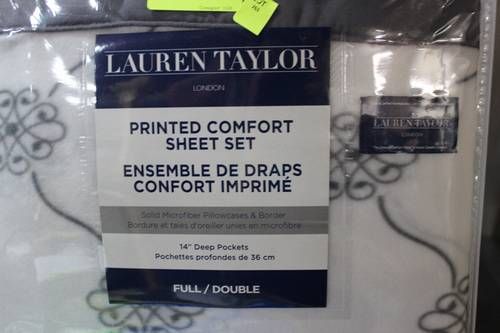 LAUREN TAYLOR
LONDON
PRINTED COMFORT
SHEET SET
ENSEMBLE DE DRAPS
CONFORT IMPRIMÉ
Solid Microfiber Pillowcases & Border
Bordure et taies d'oreiller unies en microfibre
14" Deep Pockets
Pochettes profondes de 36 cm
FULL / DOUBLE
LAUREN TAYLOR
LONDON